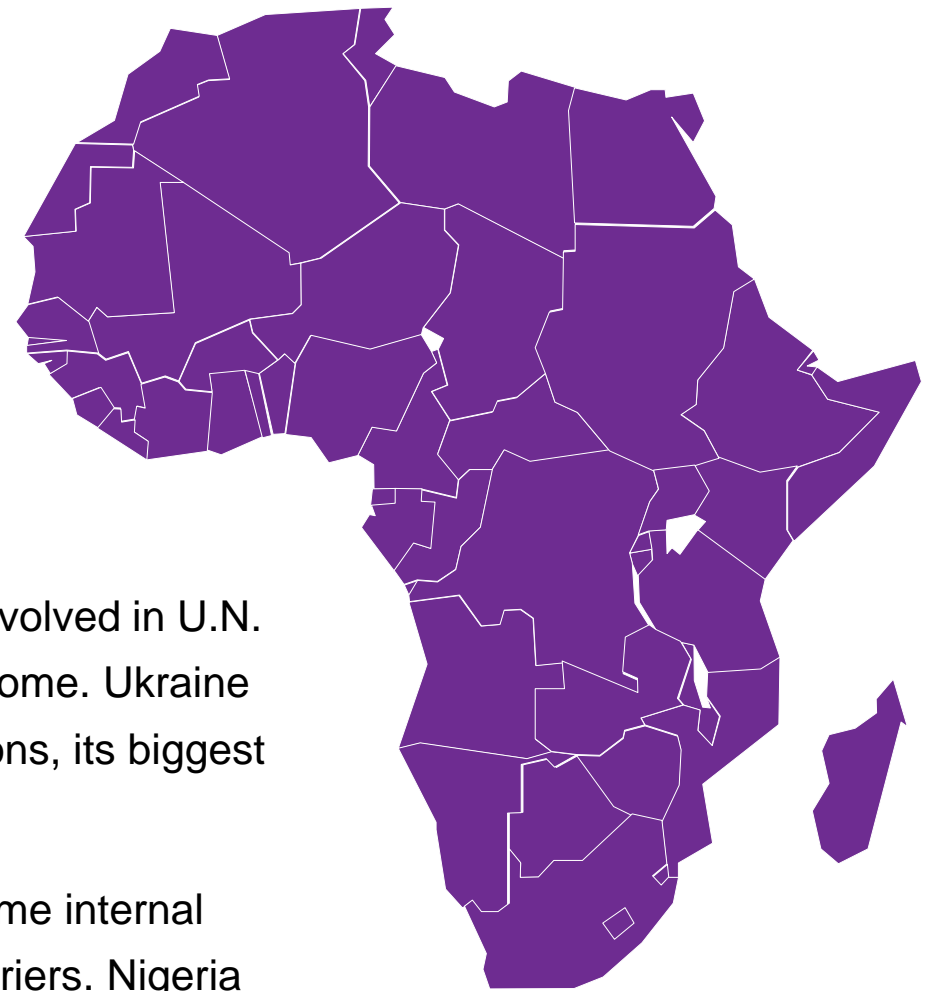 volved in U.N.
ome. Ukraine
ons, its biggest
me internal
riers. Nigeria